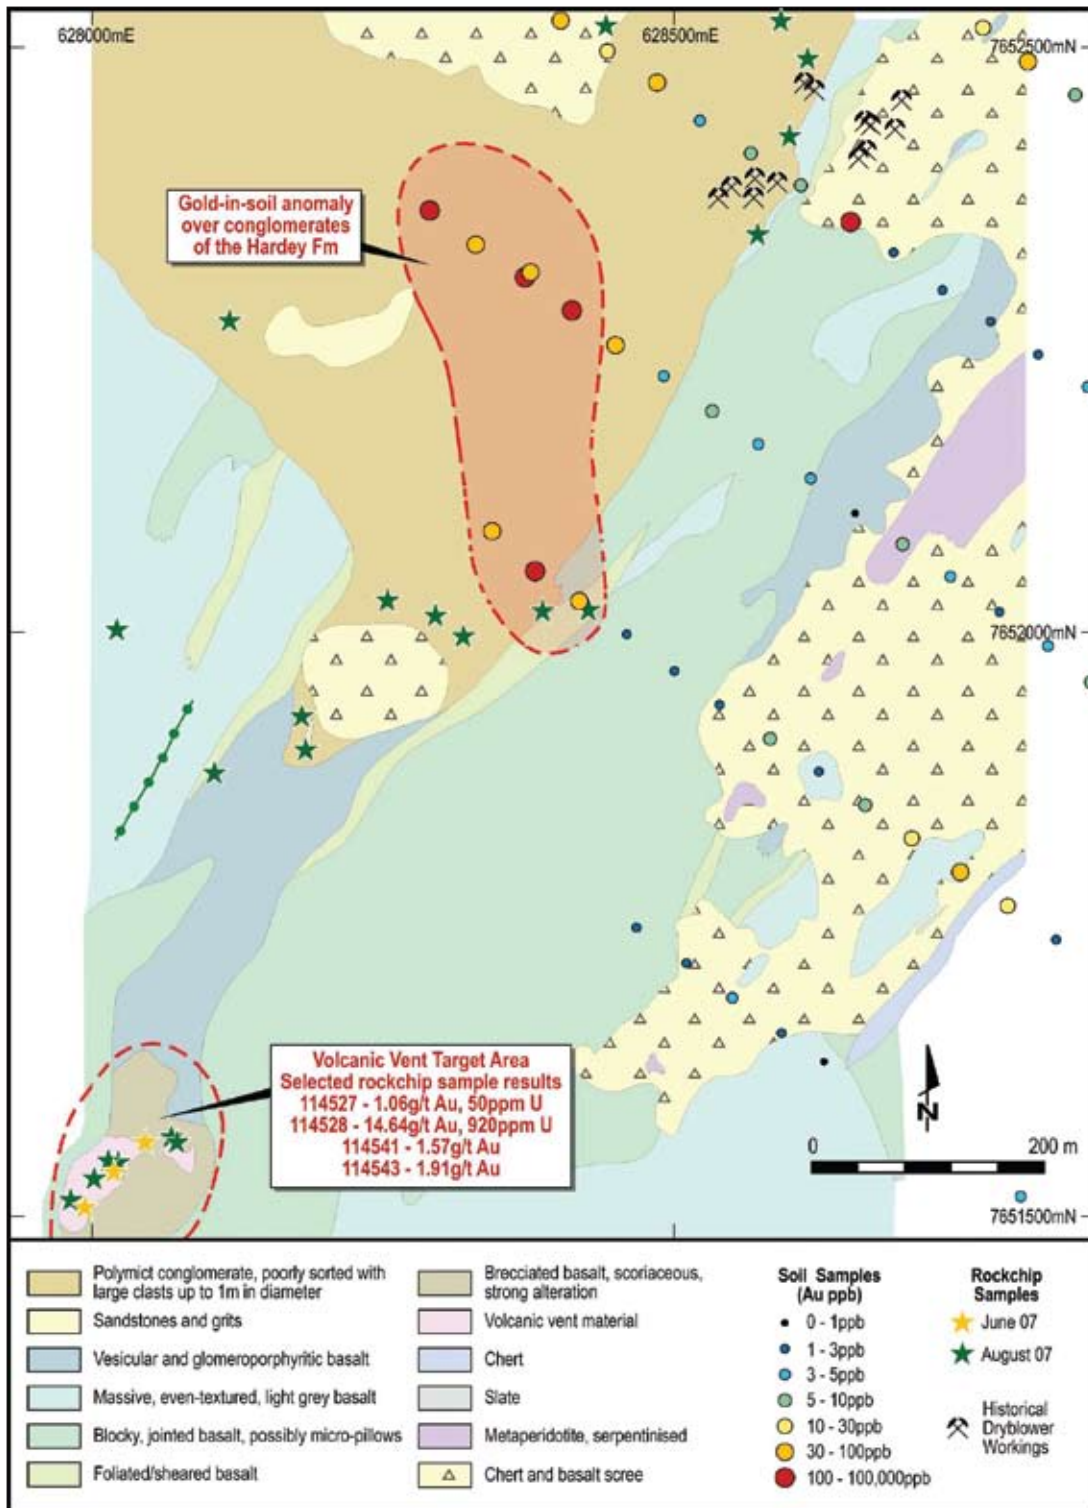 628000mE
628500mE
7652500mN
Gold-in-soil anomaly
over conglomerates
of the Hardey Fm
7652000mN
Volcanic Vent Target Area
Selected rockchip sample results
114527 - 1.06g/t Au, 50ppm U
114528 - 14.64g/t Au, 920ppm U
114541 - 1.57g/t Au
114543 - 1.91g/t Au
N
0 200 m
7651500mN
Polymict conglomerate, poorly sorted with
large clasts up to 1m in diameter
Sandstones and grits
Vesicular and glomeroporphyritic basalt
Massive, even-textured, light grey basalt
Blocky, jointed basalt, possibly micro-pillows
Foliated/sheared basalt
Brecciated basalt, scoriaceous,
strong alteration
Volcanic vent material
Chert
Slate
Metaperidotite, serpentinised
Chert and basalt scree
Soil Samples
(Au ppb)
0 - 1ppb
1 - 3ppb
3 - 5ppb
5 - 10ppb
10 - 30ppb
30 - 100ppb
100 - 100,000ppb
Rockchip
Samples
June 07
August 07
Historical
Dryblower
Workings